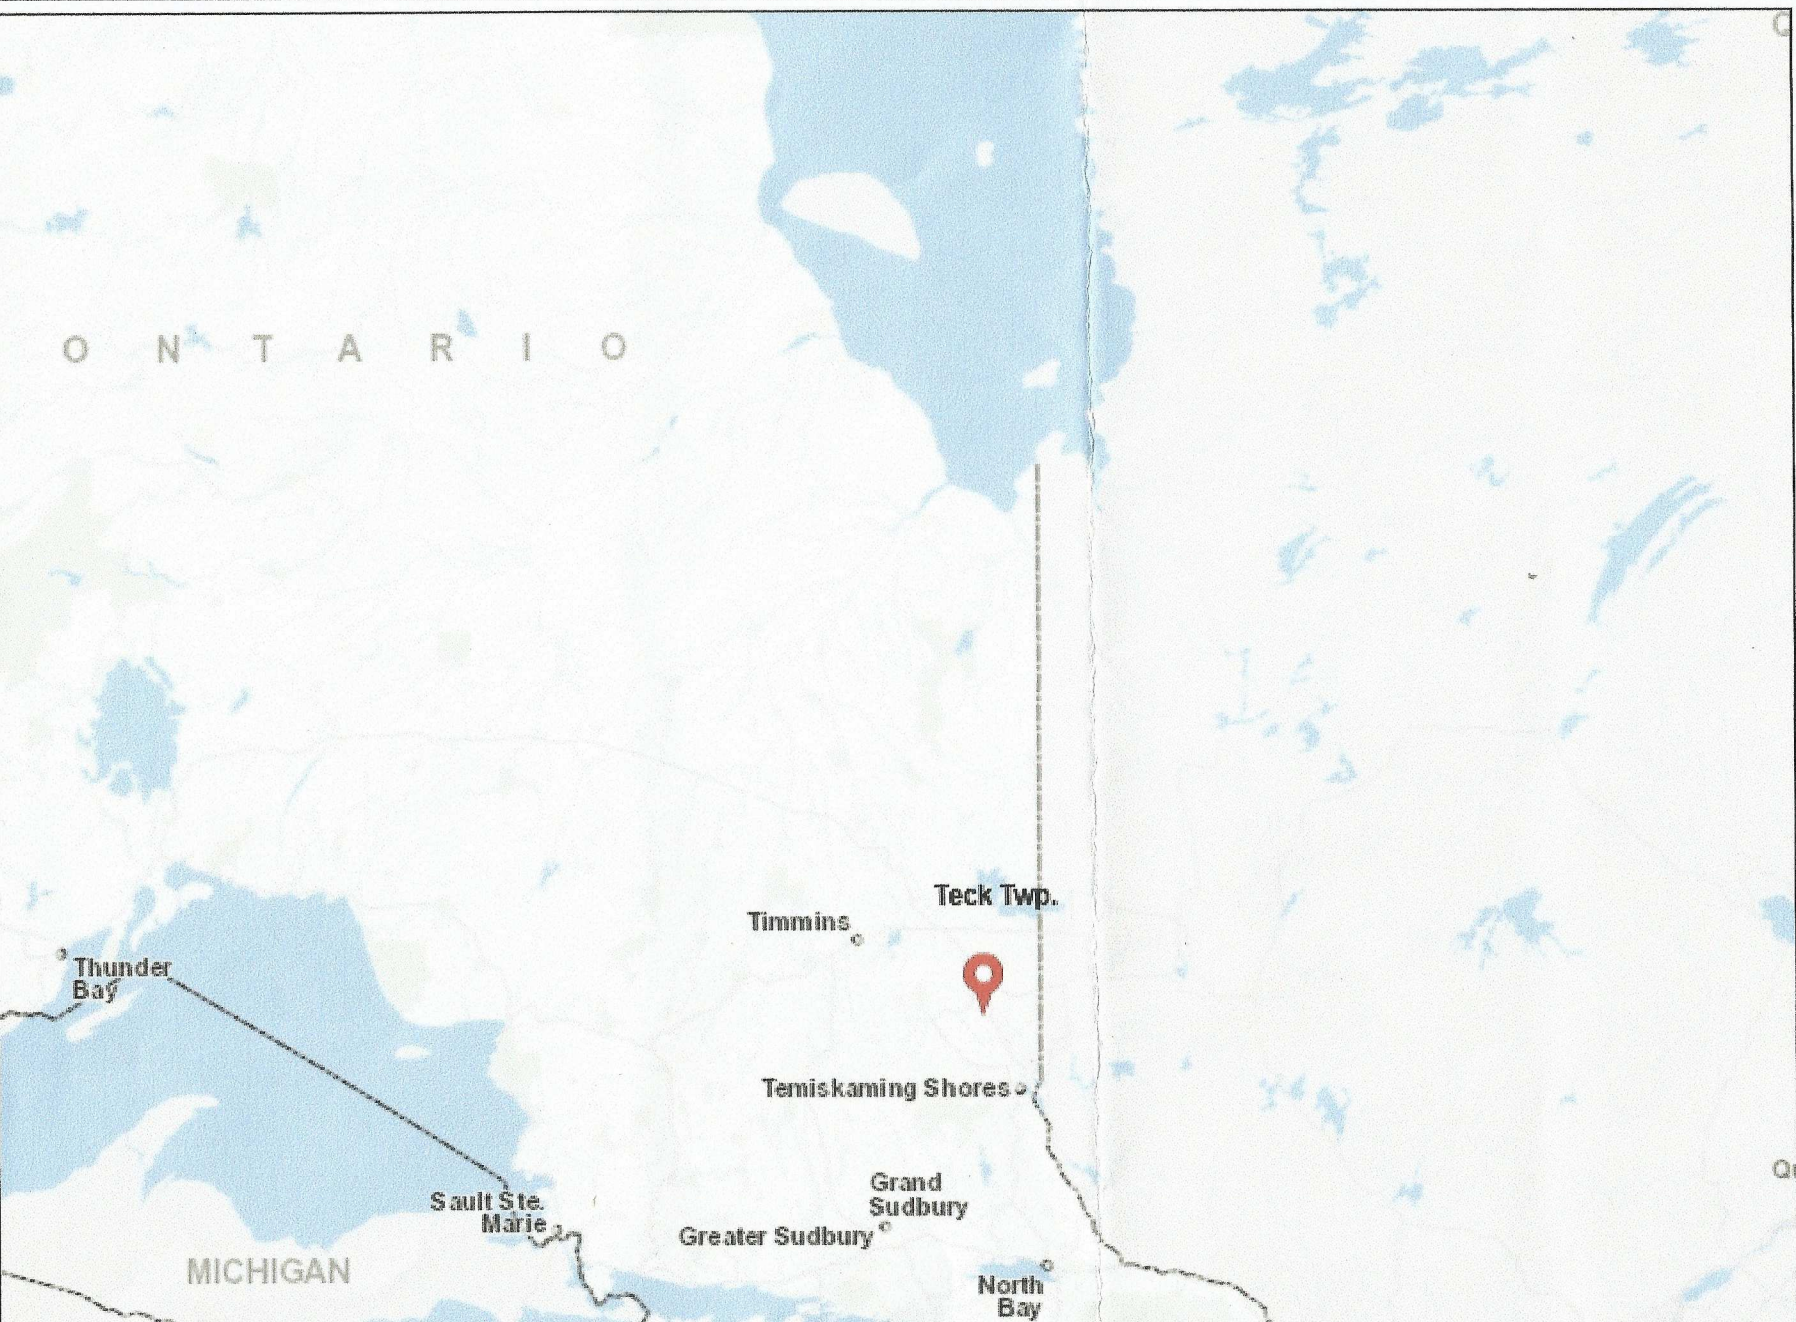 O N T A R I O
Teck Twp.
Timmins
Thunder
Bay
Temiskaming Shores
Grand
Sudbury
Sault Ste.
Marie
Greater Sudbury
MICHIGAN
North
Bay